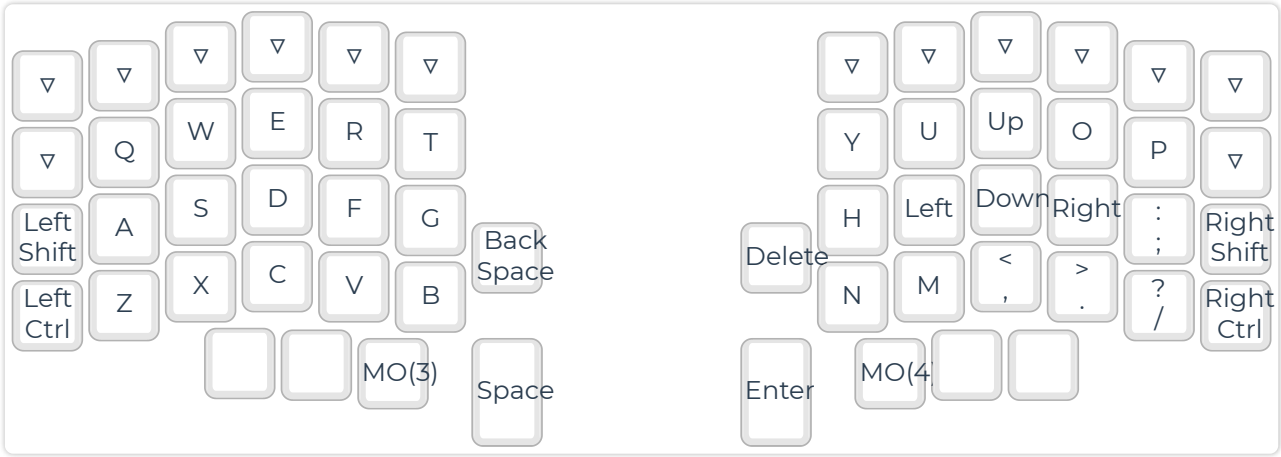 ▽ ▽ ▽ ▽ ▽ ▽ ▽ ▽ ▽ ▽ ▽ ▽
▽ Q W E R T Y U Up O P ▽
Left Shift A S D F G H Left Down Right : ; Right Shift
Back Space Delete
Left Ctrl Z X C V B N M < , > . ? / Right Ctrl
MO(3) Space Enter MO(4)